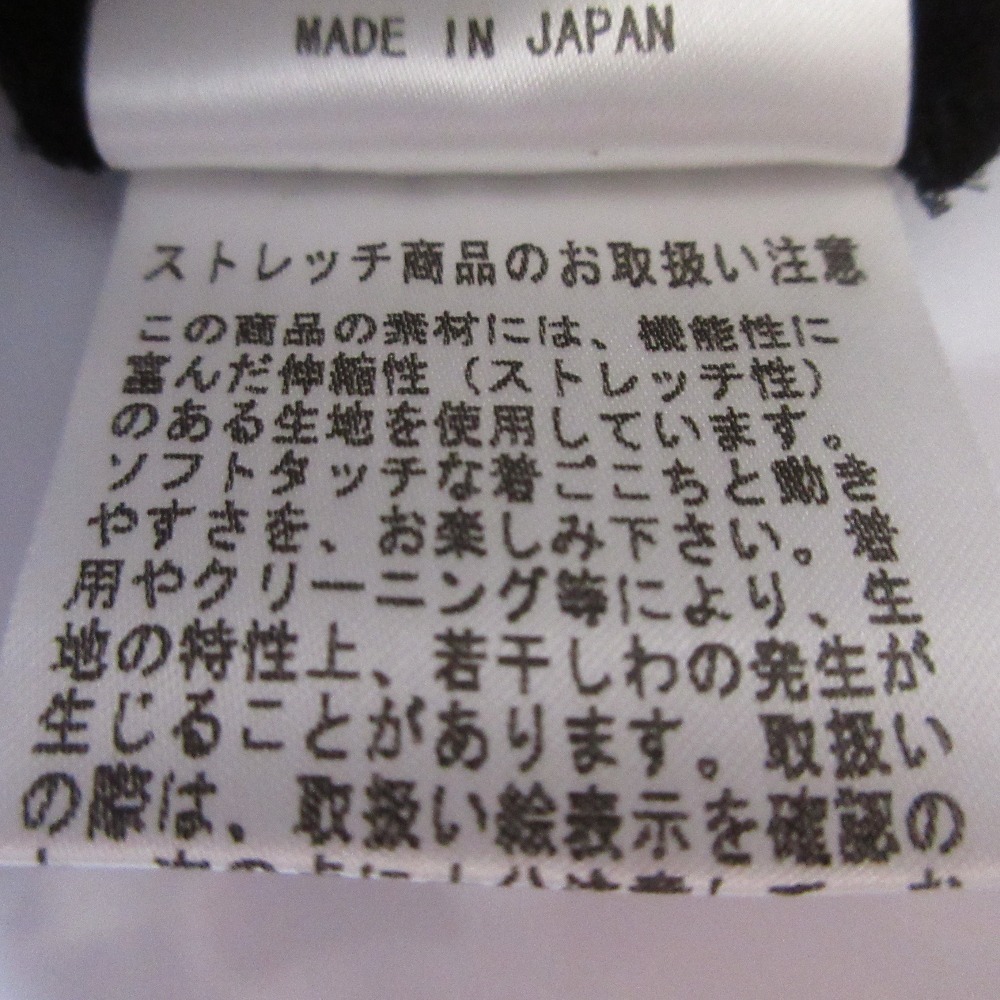 MADE IN JAPAN
ストレッチ商品のお取扱い注意
この商品の素材には、機能性に
富んだ伸縮性（ストレッチ性）
のある生地を使用しています。
ソフトタッチな着ごこちと動き
やすさを、お楽しみ下さい。着
用やクリーニング等により、生
地の特性上、若干しわの発生が
生じることがあります。取扱い
の際は、取扱い絵表示を確認の